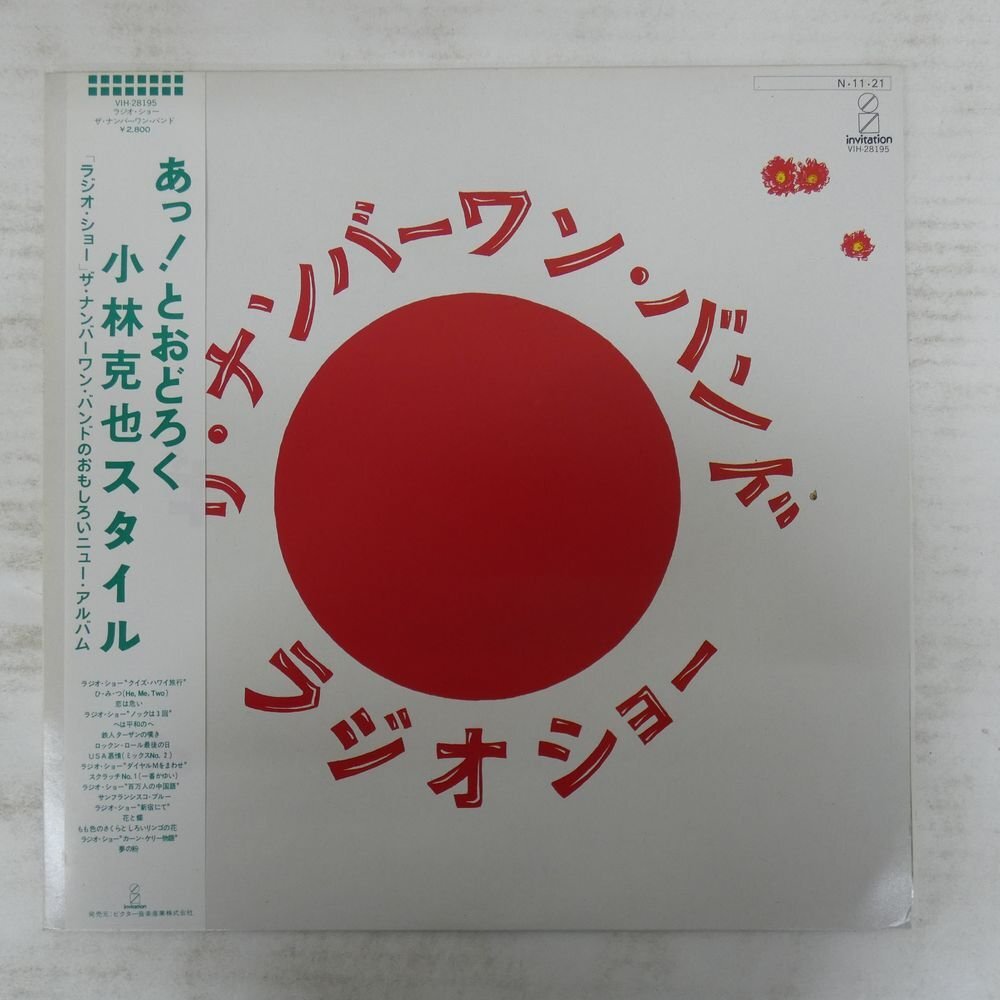 VIH-28195
ラジオ・ショー
ザ・ナンバーワン・バンド
¥2,800
あっ!とおどろく
小林克也スタイル
「ラジオ・ショー」ザ・ナンバーワン・バンドのおもしろいニュー・アルバム
ラジオ・ショー"クイズ・ハワイ旅行"
ひ・み・つ(He, Me, Two)
恋は危い
ラジオ・ショー"ノックは3回"
へは平和のへ
鉄人ターザンの嘆き
ロックン・ロール最後の日
USA慕情(ミックスNo. 2)
ラジオ・ショー"ダイヤルMをまわせ"
スクラッチNo.1(一番かゆい)
ラジオ・ショー"百万人の中国語"
サンフランシスコ・ブルー
ラジオ・ショー"新宿にて"
花と蝶
もも色のさくらとしろいリンゴの花
ラジオ・ショー"カーン・ケリー物語"
夢の粉
invitation
発売元:ビクター音楽産業株式会社
N・11・21
invitation
VIH-28195
ザ・ナンバーワン・バンド
ラジオショー